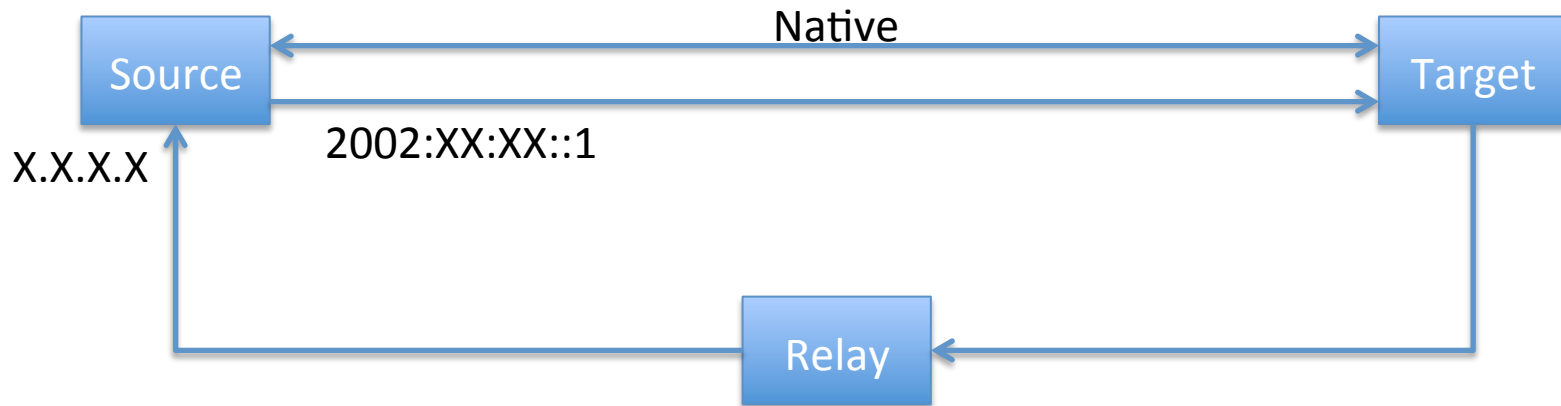 Native
Source
Target
2002:XX:XX::1
X.X.X.X
Relay